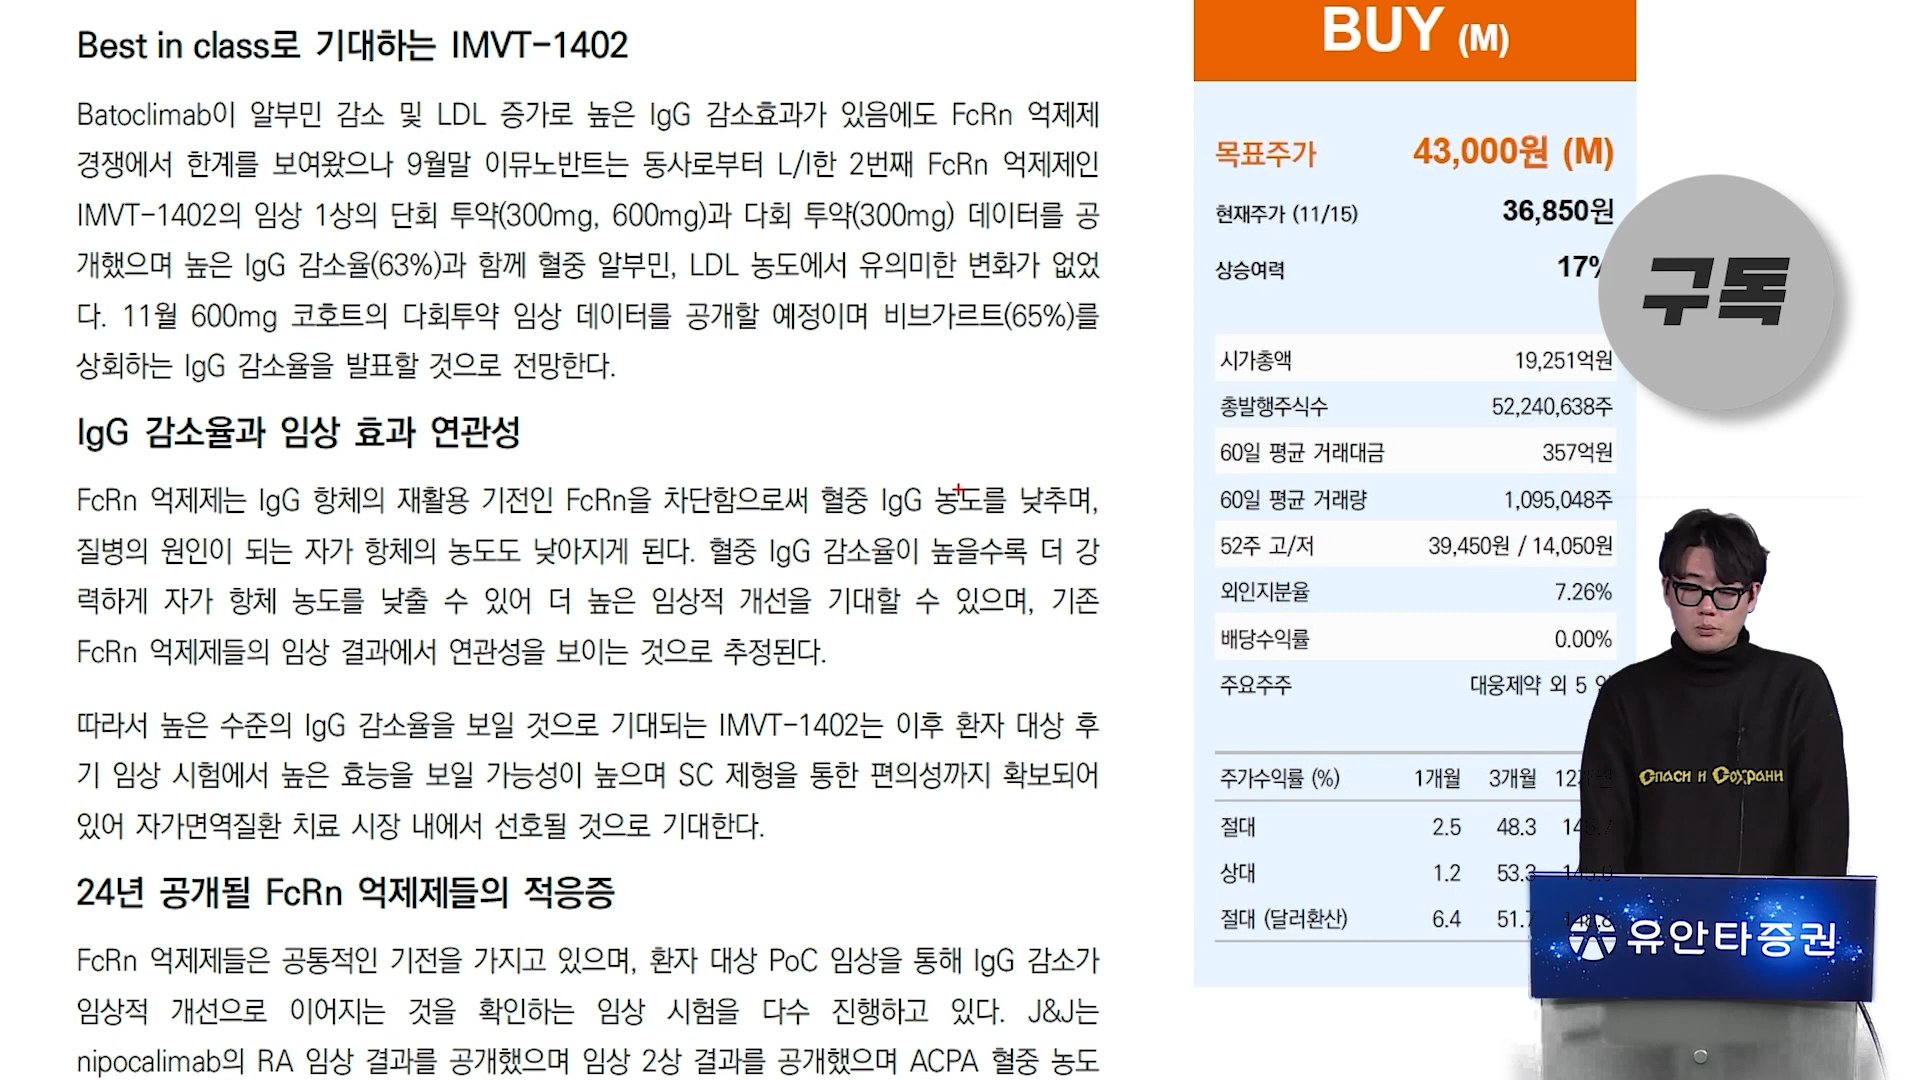 Best in class로 기대하는 IMVT-1402
Batoclimab이 알부민 감소 및 LDL 증가로 높은 IgG 감소효과가 있음에도 FcRn 억제제
경쟁에서 한계를 보여왔으나 9월말 이뮤노반트는 동사로부터 L/I한 2번째 FcRn 억제제인
IMVT-1402의 임상 1상의 단회 투약(300mg, 600mg)과 다회 투약(300mg) 데이터를 공
개했으며 높은 IgG 감소율(63%)과 함께 혈중 알부민, LDL 농도에서 유의미한 변화가 없었
다. 11월 600mg 코호트의 다회투약 임상 데이터를 공개할 예정이며 비브가르트(65%)를
상회하는 IgG 감소율을 발표할 것으로 전망한다.
IgG 감소율과 임상 효과 연관성
FcRn 억제제는 IgG 항체의 재활용 기전인 FcRn을 차단함으로써 혈중 IgG 농도를 낮추며,
질병의 원인이 되는 자가 항체의 농도도 낮아지게 된다. 혈중 IgG 감소율이 높을수록 더 강
력하게 자가 항체 농도를 낮출 수 있어 더 높은 임상적 개선을 기대할 수 있으며, 기존
FcRn 억제제들의 임상 결과에서 연관성을 보이는 것으로 추정된다.
따라서 높은 수준의 IgG 감소율을 보일 것으로 기대되는 IMVT-1402는 이후 환자 대상 후
기 임상 시험에서 높은 효능을 보일 가능성이 높으며 SC 제형을 통한 편의성까지 확보되어
있어 자가면역질환 치료 시장 내에서 선호될 것으로 기대한다.
24년 공개될 FcRn 억제제들의 적응증
FcRn 억제제들은 공통적인 기전을 가지고 있으며, 환자 대상 PoC 임상을 통해 IgG 감소가
임상적 개선으로 이어지는 것을 확인하는 임상 시험을 다수 진행하고 있다. J&J는
nipocalimab의 RA 임상 결과를 공개했으며 임상 2상 결과를 공개했으며 ACPA 혈중 농도
BUY (M)
목표주가 43,000원 (M)
현재주가 (11/15) 36,850원
상승여력 17%
시가총액 19,251억원
총발행주식수 52,240,638주
60일 평균 거래대금 357억원
60일 평균 거래량 1,095,048주
52주 고/저 39,450원 / 14,050원
외인지분율 7.26%
배당수익률 0.00%
주요주주 대웅제약 외 5
주가수익률 (%) 1개월 3개월
절대 2.5 48.3
상대 1.2 53.3
절대 (달러환산) 6.4 51.7
구독
Спаси и Сохрани
유안타증권